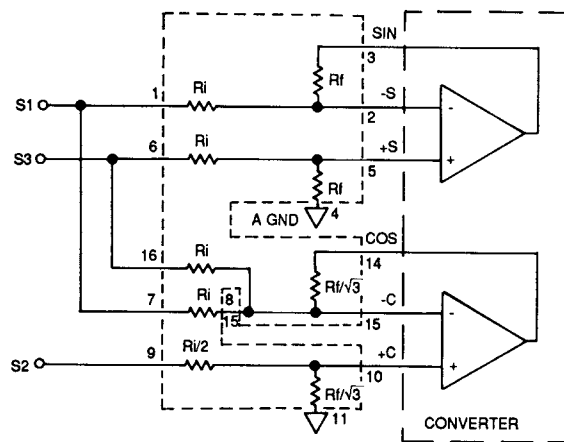 SIN
3
S1
1
Ri
Rf
-S
2
-
S3
6
Ri
+S
5
+
Rf
A GND
4
COS
14
16
Ri
Rf/√3
7
Ri
8
15
-C
15
-
S2
9
Ri/2
+C
10
+
Rf/√3
11
CONVERTER